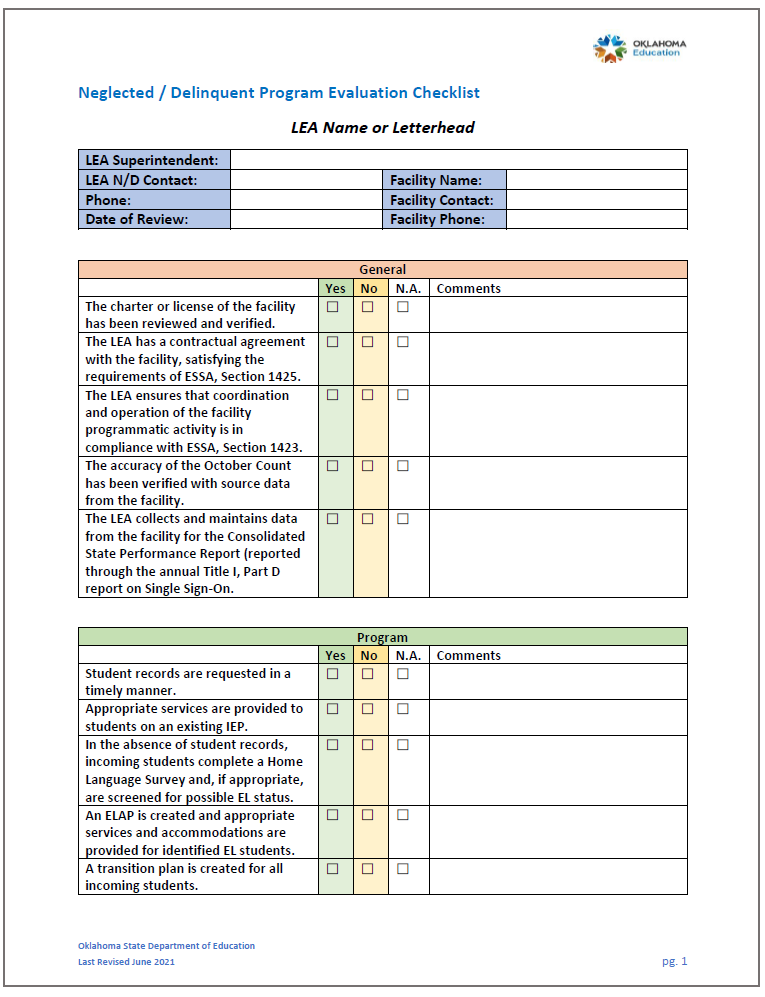 OKLAHOMA
Education
Neglected / Delinquent Program Evaluation Checklist
LEA Name or Letterhead
LEA Superintendent:
LEA N/D Contact: Facility Name:
Phone: Facility Contact:
Date of Review: Facility Phone:
General
Yes No N.A. Comments
The charter or license of the facility
has been reviewed and verified.
☐ ☐ ☐
The LEA has a contractual agreement
with the facility, satisfying the
requirements of ESSA, Section 1425.
☐ ☐ ☐
The LEA ensures that coordination
and operation of the facility
programmatic activity is in
compliance with ESSA, Section 1423.
☐ ☐ ☐
The accuracy of the October Count
has been verified with source data
from the facility.
☐ ☐ ☐
The LEA collects and maintains data
from the facility for the Consolidated
State Performance Report (reported
through the annual Title I, Part D
report on Single Sign-On.
☐ ☐ ☐
Program
Yes No N.A. Comments
Student records are requested in a
timely manner.
☐ ☐ ☐
Appropriate services are provided to
students on an existing IEP.
☐ ☐ ☐
In the absence of student records,
incoming students complete a Home
Language Survey and, if appropriate,
are screened for possible EL status.
☐ ☐ ☐
An ELAP is created and appropriate
services and accommodations are
provided for identified EL students.
☐ ☐ ☐
A transition plan is created for all
incoming students.
☐ ☐ ☐
Oklahoma State Department of Education
Last Revised June 2021 pg. 1